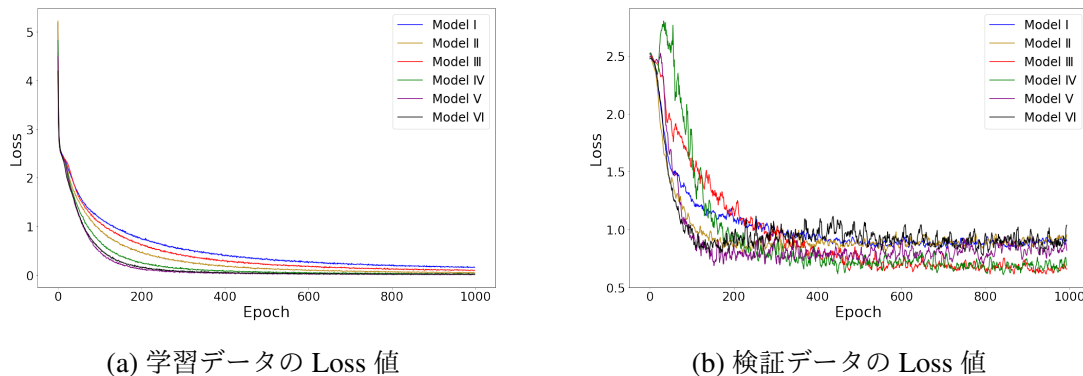 5
4
3
2
1
0
Loss
0
200
400
600
800
1000
Epoch
Model Ⅰ
Model Ⅱ
Model Ⅲ
Model Ⅳ
Model Ⅴ
Model Ⅵ
(a) 学習データの Loss 値
2.5
2.0
1.5
1.0
0.5
Loss
0
200
400
600
800
1000
Epoch
Model Ⅰ
Model Ⅱ
Model Ⅲ
Model Ⅳ
Model Ⅴ
Model Ⅵ
(b) 検証データの Loss 値